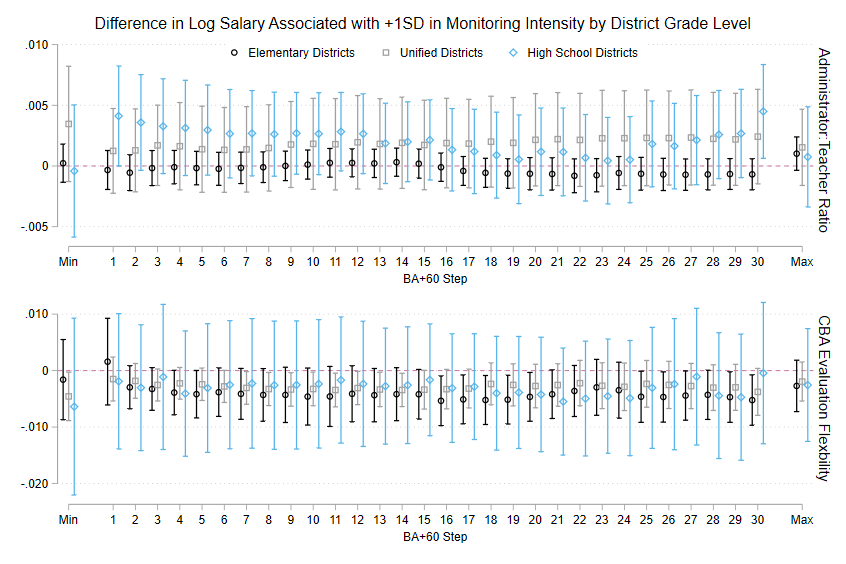 Difference in Log Salary Associated with +1SD in Monitoring Intensity by District Grade Level
Elementary Districts Unified Districts High School Districts
.010
.005
0
-.005
Administrator:Teacher Ratio
Min 1 2 3 4 5 6 7 8 9 10 11 12 13 14 15 16 17 18 19 20 21 22 23 24 25 26 27 28 29 30 Max
BA+60 Step
.010
0
-.010
-.020
CBA Evaluation Flexbility
Min 1 2 3 4 5 6 7 8 9 10 11 12 13 14 15 16 17 18 19 20 21 22 23 24 25 26 27 28 29 30 Max
BA+60 Step